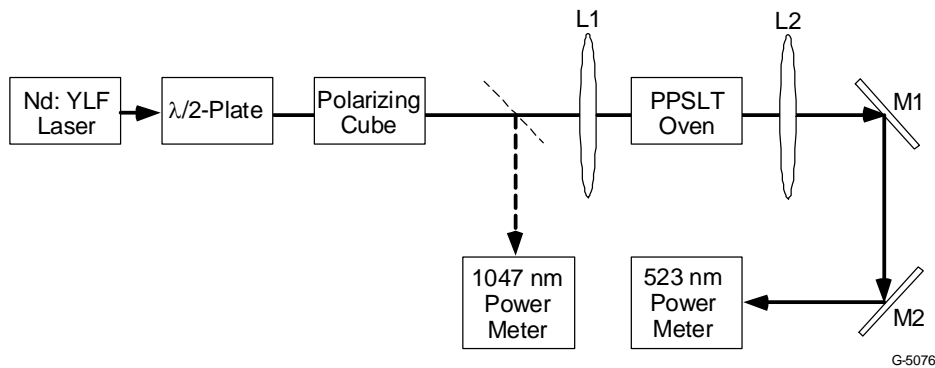 L1
L2
Nd: YLF
Laser
λ/2-Plate
Polarizing
Cube
PPSLT
Oven
M1
1047 nm
Power
Meter
523 nm
Power
Meter
M2
G-5076